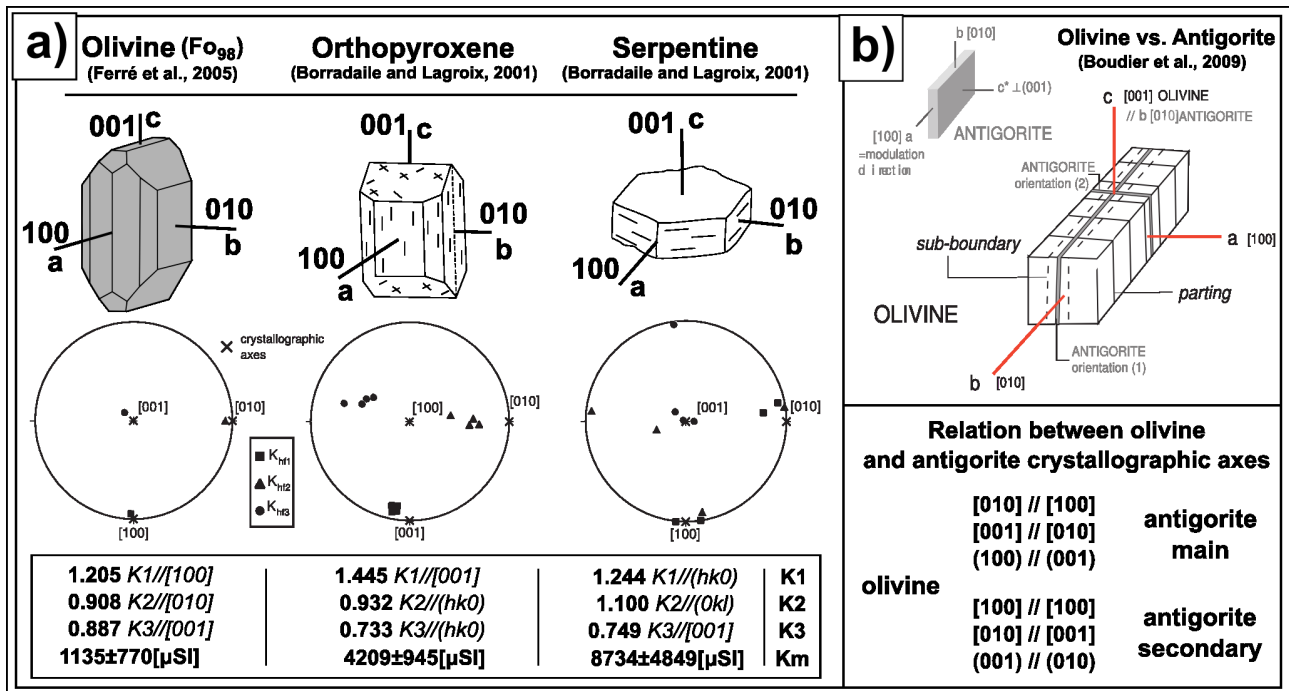 a)
Olivine (Fo98)
(Ferré et al., 2005)
Orthopyroxene
(Borradaile and Lagroix, 2001)
Serpentine
(Borradaile and Lagroix, 2001)
001 c
100
a
010
b
001 c
100
a
010
b
001 c
100
a
010
b
crystallographic
axes
[001]
[010]
[100]
Khf1
Khf2
Khf3
[100]
[010]
[001]
[001]
[010]
[100]
1.205 K1//[100]
0.908 K2//[010]
0.887 K3//[001]
1135±770[µSI]
1.445 K1//[001]
0.932 K2//(hk0)
0.733 K3//(hk0)
4209±945[µSI]
1.244 K1//(hk0)
1.100 K2//(0kl)
0.749 K3//[001]
8734±4849[µSI]
K1
K2
K3
Km
b)
Olivine vs. Antigorite
(Boudier et al., 2009)
b [010]
c* ⊥(001)
[100] a
=modulation
direction
ANTIGORITE
c [001] OLIVINE
// b [010]ANTIGORITE
ANTIGORITE
orientation (2)
sub-boundary
a [100]
parting
OLIVINE
ANTIGORITE
orientation (1)
b [010]
Relation between olivine
and antigorite crystallographic axes
olivine
[010] // [100]
[001] // [010]
(100) // (001)
antigorite
main
[100] // [100]
[010] // [001]
(001) // (010)
antigorite
secondary